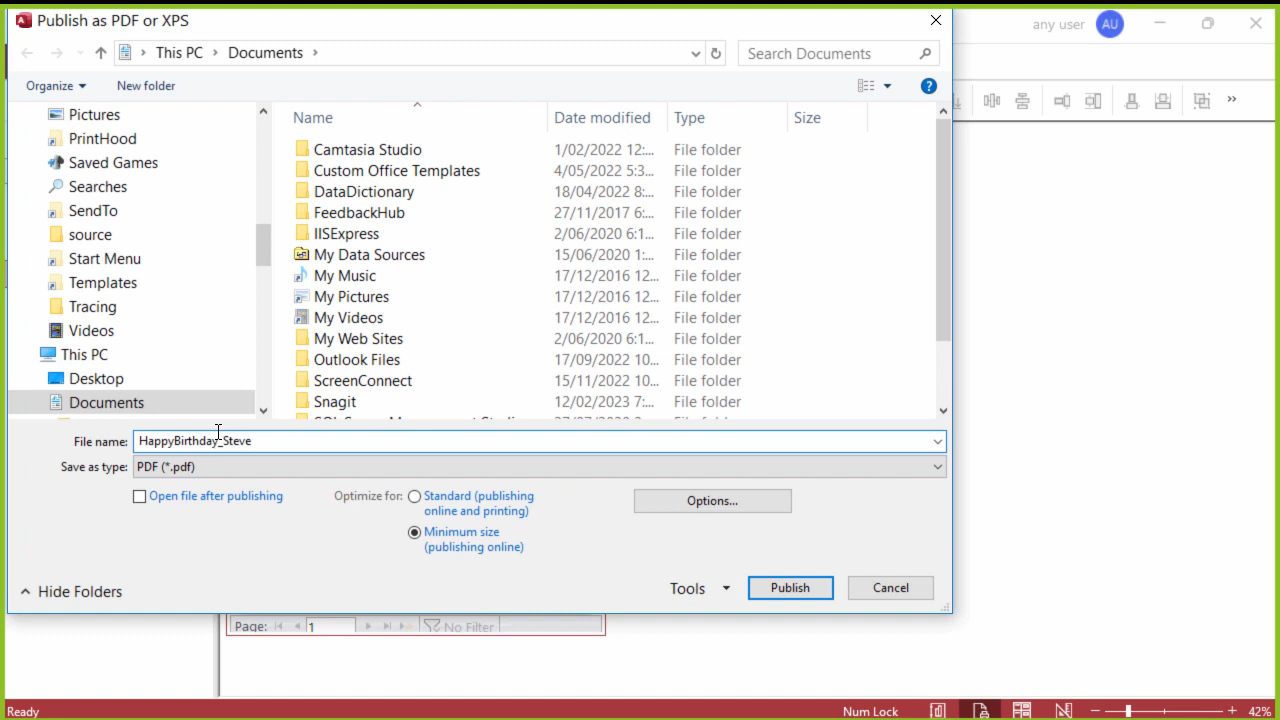 Publish as PDF or XPS
any user AU
This PC > Documents >
Search Documents
Organize
New folder
Name Date modified Type Size
Pictures
PrintHood
Saved Games
Searches
SendTo
source
Start Menu
Templates
Tracing
Videos
This PC
Desktop
Documents
Camtasia Studio 1/02/2022 12:... File folder
Custom Office Templates 4/05/2022 5:3... File folder
DataDictionary 18/04/2022 8:... File folder
FeedbackHub 27/11/2017 6:... File folder
IISExpress 2/06/2020 6:1... File folder
My Data Sources 15/06/2020 1:... File folder
My Music 17/12/2016 12... File folder
My Pictures 17/12/2016 12... File folder
My Videos 17/12/2016 12... File folder
My Web Sites 2/06/2020 6:1... File folder
Outlook Files 17/09/2022 10... File folder
ScreenConnect 15/11/2022 10... File folder
Snagit 12/02/2023 7:... File folder
File name: HappyBirthday_Steve
Save as type: PDF (*.pdf)
Open file after publishing
Optimize for:
Standard (publishing
online and printing)
Minimum size
(publishing online)
Options...
Hide Folders
Tools
Publish
Cancel
Page: 1 No Filter
Ready
Num Lock
42%